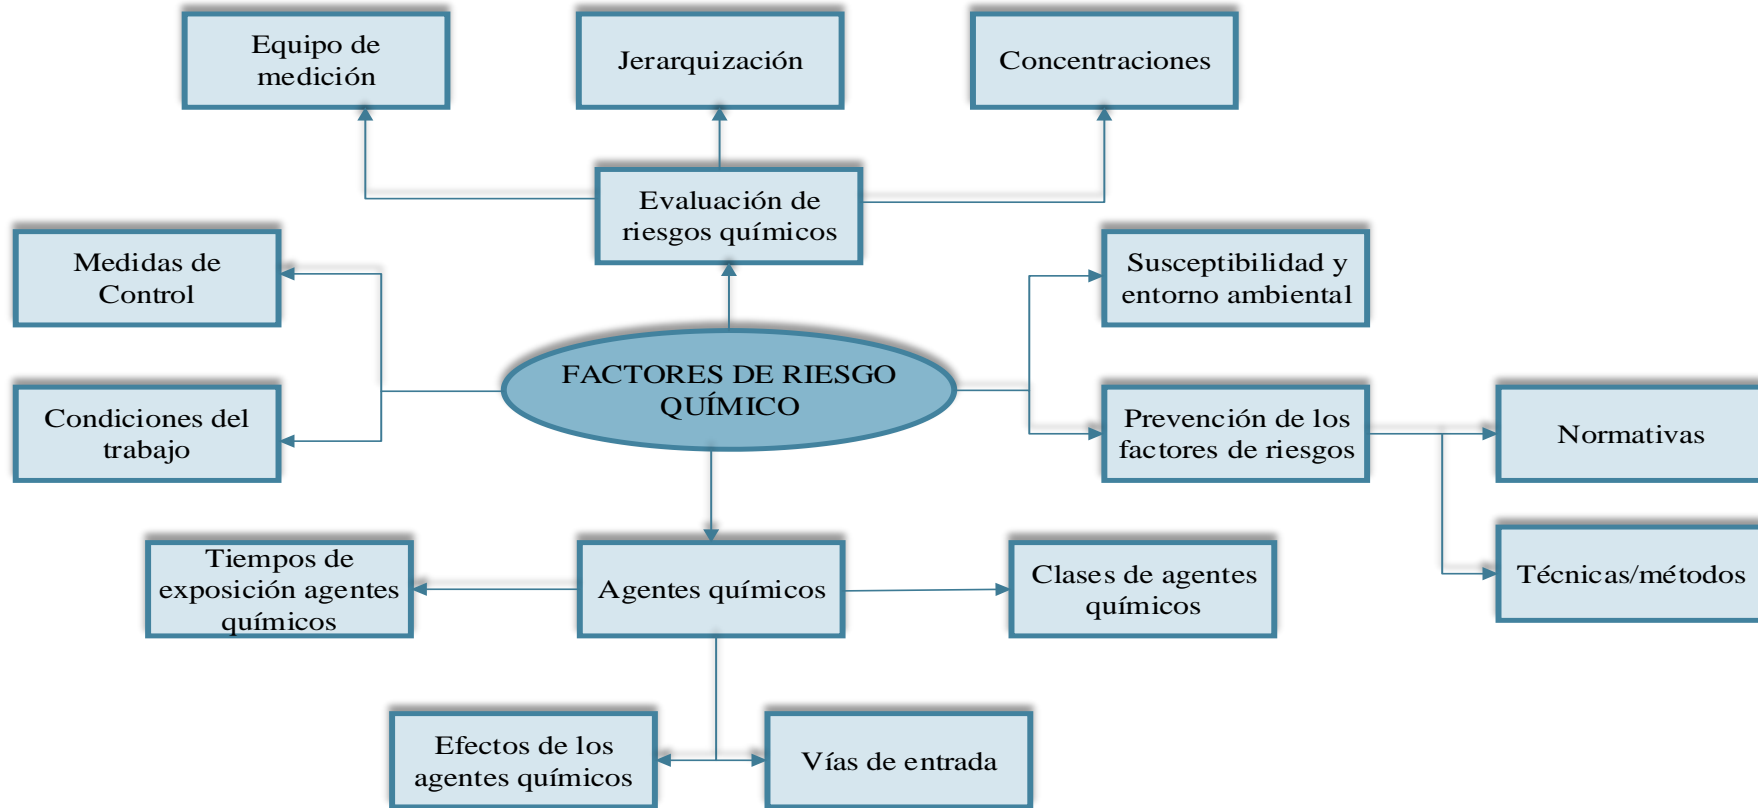 Equipo de
medición
Jerarquización
Concentraciones
Evaluación de
riesgos químicos
Medidas de
Control
Susceptibilidad y
entorno ambiental
FACTORES DE RIESGO
QUÍMICO
Condiciones del
trabajo
Prevención de los
factores de riesgos
Normativas
Tiempos de
exposición agentes
químicos
Agentes químicos
Clases de agentes
químicos
Técnicas/métodos
Efectos de los
agentes químicos
Vías de entrada